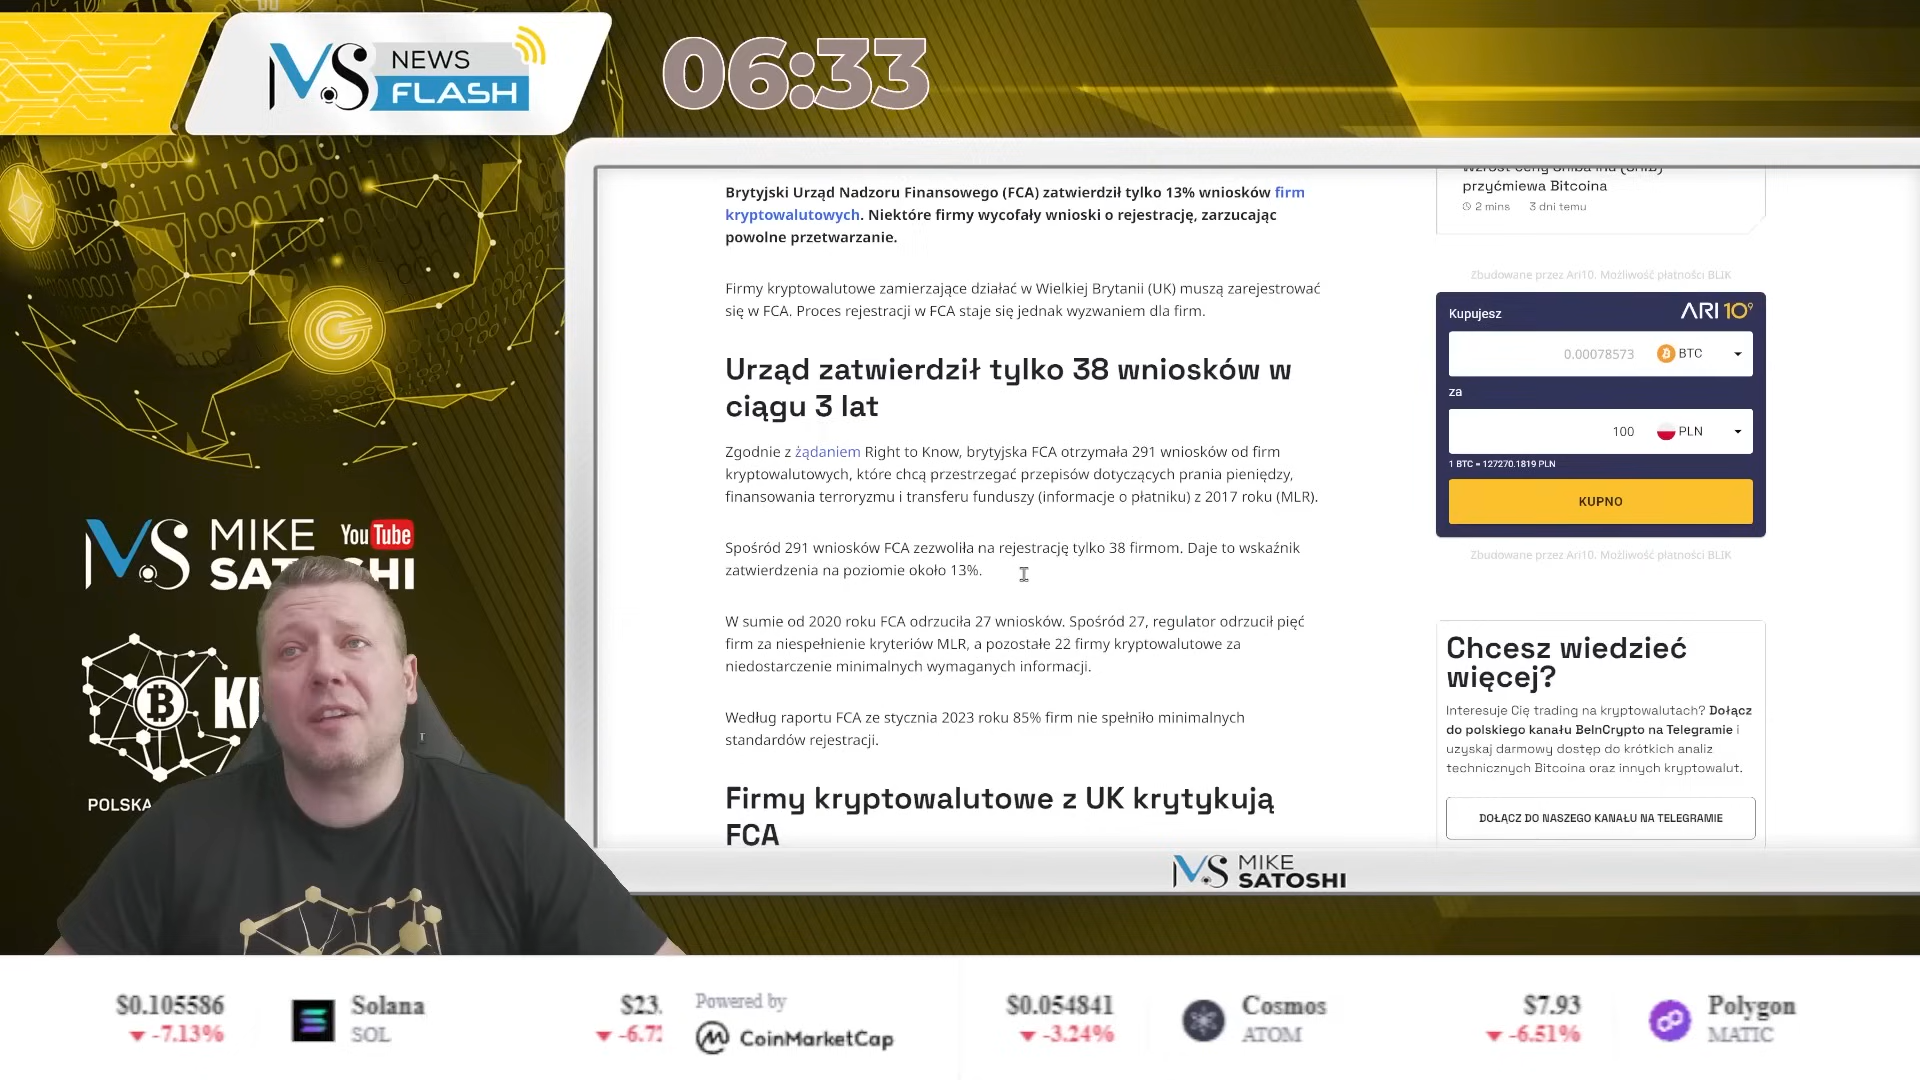 NEWS
FLASH
06:33
Brytyjski Urząd Nadzoru Finansowego (FCA) zatwierdził tylko 13% wniosków firm
kryptowalutowych. Niektóre firmy wycofały wnioski o rejestrację, zarzucając
powolne przetwarzanie.
Firmy kryptowalutowe zamierzające działać w Wielkiej Brytanii (UK) muszą zarejestrować
się w FCA. Proces rejestracji w FCA staje się jednak wyzwaniem dla firm.
Urząd zatwierdził tylko 38 wniosków w
ciągu 3 lat
Zgodnie z żądaniem Right to Know, brytyjska FCA otrzymała 291 wniosków od firm
kryptowalutowych, które chcą przestrzegać przepisów dotyczących prania pieniędzy,
finansowania terroryzmu i transferu funduszy (informacje o płatniku) z 2017 roku (MLR).
Spośród 291 wniosków FCA zezwoliła na rejestrację tylko 38 firmom. Daje to wskaźnik
zatwierdzenia na poziomie około 13%.
W sumie od 2020 roku FCA odrzuciła 27 wniosków. Spośród 27, regulator odrzucił pięć
firm za niespełnienie kryteriów MLR, a pozostałe 22 firmy kryptowalutowe za
niedostarczenie minimalnych wymaganych informacji.
Według raportu FCA ze stycznia 2023 roku 85% firm nie spełniło minimalnych
standardów rejestracji.
Firmy kryptowalutowe z UK krytykują
FCA
przyćmiewa Bitcoina
2 mins 3 dni temu
Zbudowane przez Ari10. Możliwość płatności BLIK
Kupujesz ARI 10
0.00078573 BTC
za
100 PLN
1 BTC = 127270.1819 PLN
KUPNO
Zbudowane przez Ari10. Możliwość płatności BLIK
Chcesz wiedzieć
więcej?
Interesuje Cię trading na kryptowalutach? Dołącz
do polskiego kanału BeInCrypto na Telegramie i
uzyskaj darmowy dostęp do krótkich analiz
technicznych Bitcoina oraz innych kryptowalut.
DOŁĄCZ DO NASZEGO KANAŁU NA TELEGRAMIE
MS MIKE
SATOSHI
MS MIKE YouTube
SATOSHI
POLSKA
$0.105586 Solana $23. Powered by $0.054841 Cosmos $7.93 Polygon
-7.13% SOL CoinMarketCap -3.24% ATOM -6.51% MATIC